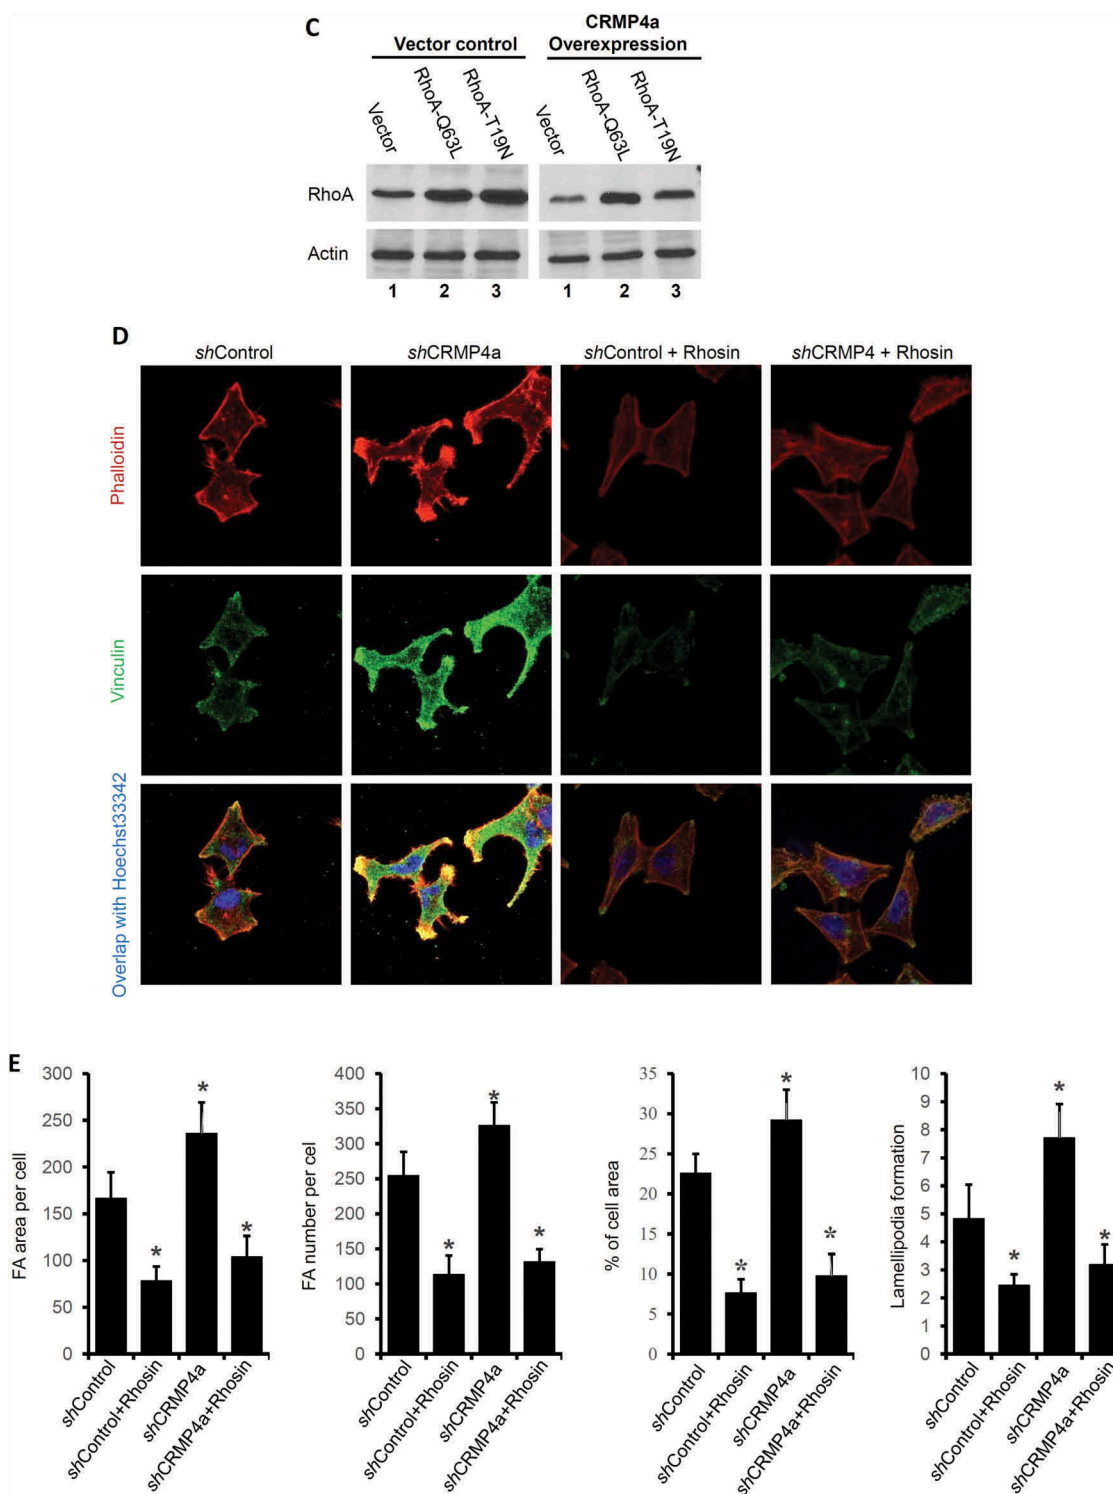 C
Vector control
CRMP4a
Overexpression
Vector
RhoA-Q63L
RhoA-T19N
Vector
RhoA-Q63L
RhoA-T19N
RhoA
Actin
1 2 3 1 2 3
D
shControl shCRMP4a shControl + Rhosin shCRMP4 + Rhosin
Phalloidin
Vinculin
Overlap with Hoechst33342
E
FA area per cell
300
250
200
150
100
50
0
* * *
shControl
shControl+Rhosin
shCRMP4a
shCRMP4a+Rhosin
FA number per cel
400
350
300
250
200
150
100
50
0
* * *
shControl
shControl+Rhosin
shCRMP4a
shCRMP4a+Rhosin
% of cell area
35
30
25
20
15
10
5
0
* * *
shControl
shControl+Rhosin
shCRMP4a
shCRMP4a+Rhosin
Lamellipodia formation
10
9
8
7
6
5
4
3
2
1
0
* * *
shControl
shControl+Rhosin
shCRMP4a
shCRMP4a+Rhosin